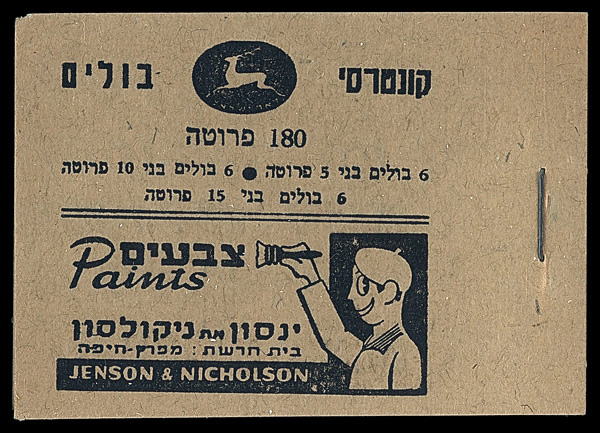 קונטרסי בולים
180 פרוטה
6 בולים בני 5 פרוטה ● 6 בולים בני 10 פרוטה
6 בולים בני 15 פרוטה
צבעים
Paints
ינסון את ניקולסון
בית חרשת: מפרץ-חיפה
JENSON & NICHOLSON